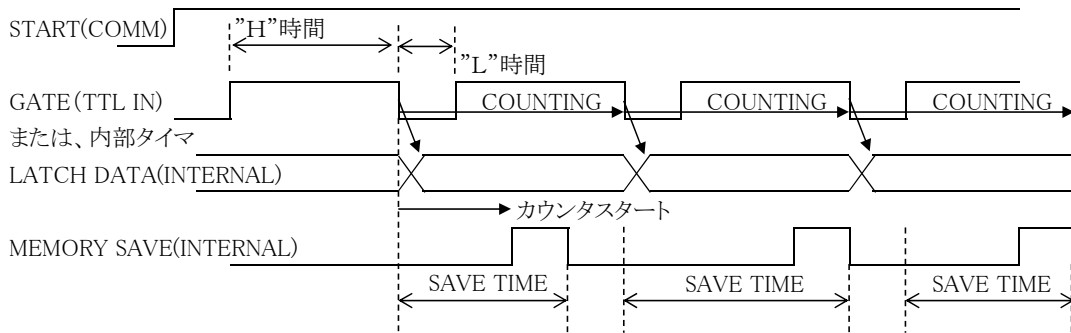 START(COMM)
”H”時間
”L”時間
GATE(TTL IN)
COUNTING
COUNTING
COUNTING
または、内部タイマ
LATCH DATA(INTERNAL)
カウンタスタート
MEMORY SAVE(INTERNAL)
SAVE TIME
SAVE TIME
SAVE TIME